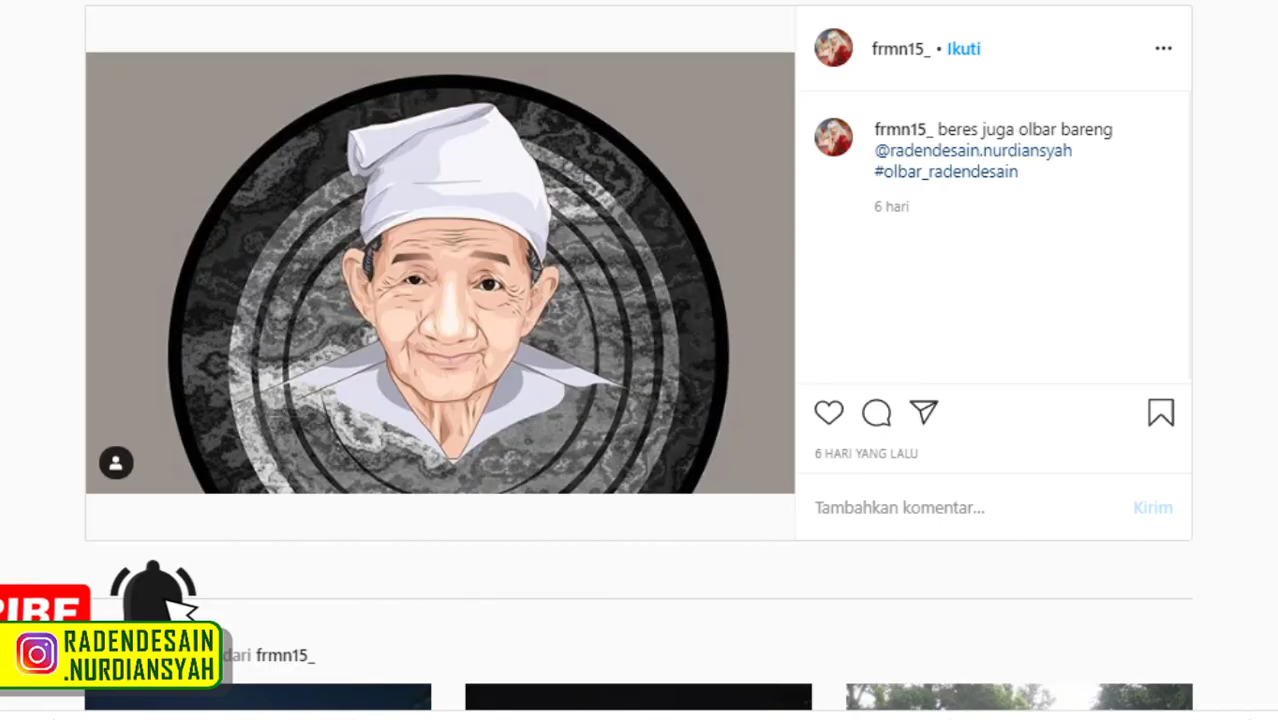 frmn15_ • Ikuti
frmn15_ beres juga olbar bareng
@radendesain.nurdiansyah
#olbar_radendesain
6 hari
6 HARI YANG LALU
Tambahkan komentar... Kirim
RIBE
RADENDESAIN
.NURDIANSYAH
dari frmn15_